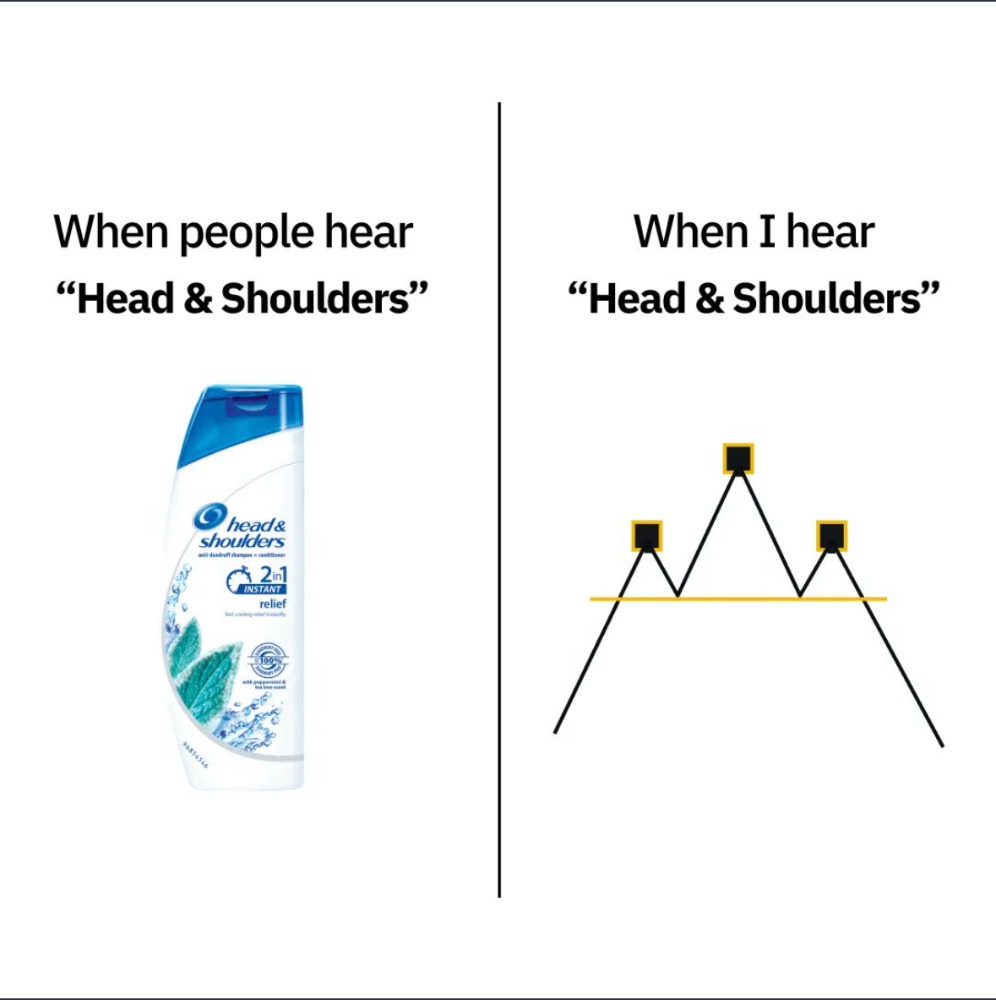 When people hear
“Head & Shoulders”
head &
shoulders
anti-dandruff shampoo + conditioner
2in1
INSTANT
relief
100%
with peppermint &
tea tree scent
When I hear
“Head & Shoulders”